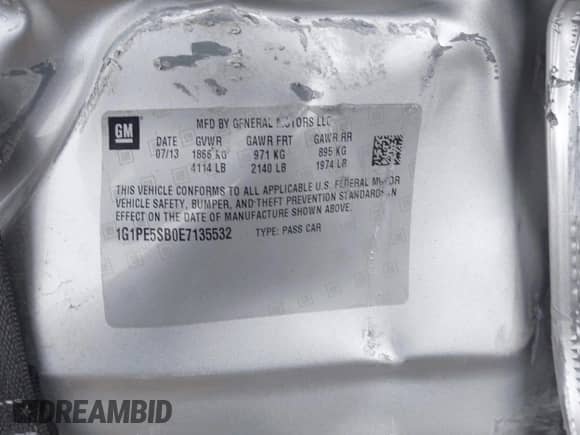 MFD BY GENERAL MOTORS LLC
GM
DATE GVWR GAWR FRT GAWR RR
07/13 1866 KG 971 KG 895 KG
4114 LB 2140 LB 1974 LB
THIS VEHICLE CONFORMS TO ALL APPLICABLE U.S. FEDERAL MOTOR
VEHICLE SAFETY, BUMPER, AND THEFT PREVENTION STANDARDS IN
EFFECT ON THE DATE OF MANUFACTURE SHOWN ABOVE.
1G1PE5SB0E7135532 TYPE: PASS CAR
DREAMBID